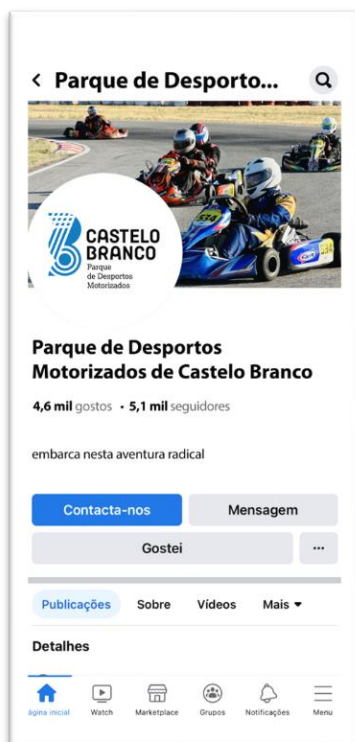 Parque de Desporto...
CASTELO
BRANCO
Parque
de Desportos
Motorizados
534
534
Parque de Desportos
Motorizados de Castelo Branco
4,6 mil gostos • 5,1 mil seguidores
embarca nesta aventura radical
Contacta-nos
Mensagem
Gostei
...
Publicações Sobre Vídeos Mais
Detalhes
ágina inicial Watch Marketplace Grupos Notificações Menu